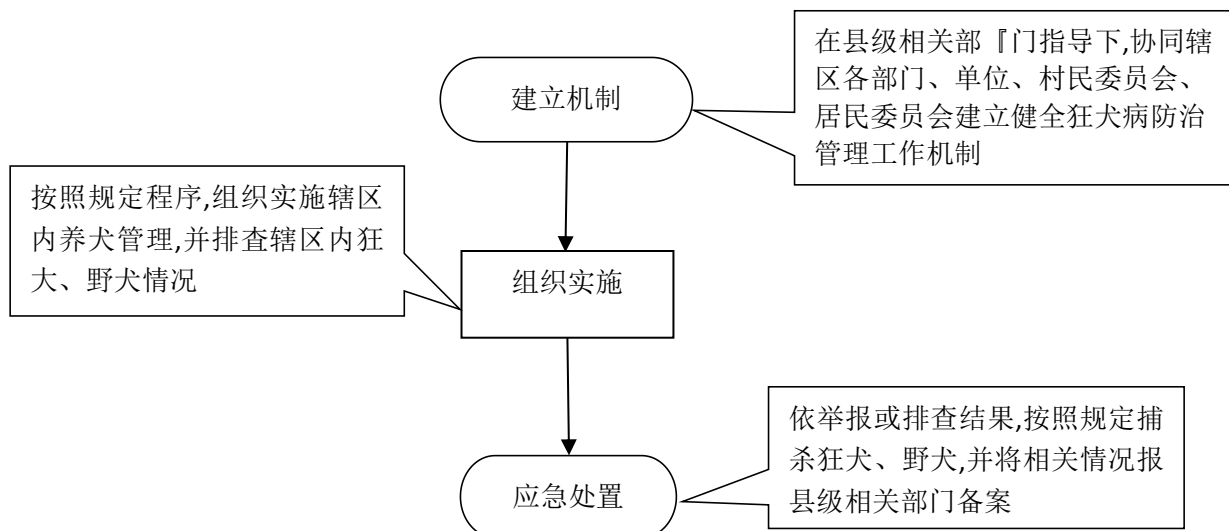 在县级相关部『门指导下,协同辖
区各部门、单位、村民委员会、
居民委员会建立健全狂犬病防治
管理工作机制
建立机制
按照规定程序,组织实施辖区
内养犬管理,并排查辖区内狂
大、野犬情况
组织实施
依举报或排查结果,按照规定捕
杀狂犬、野犬,并将相关情况报
县级相关部门备案
应急处置